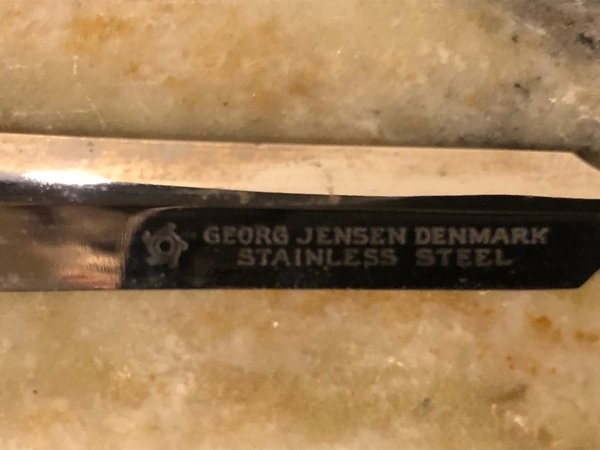 GEORG JENSEN DENMARK
STAINLESS STEEL